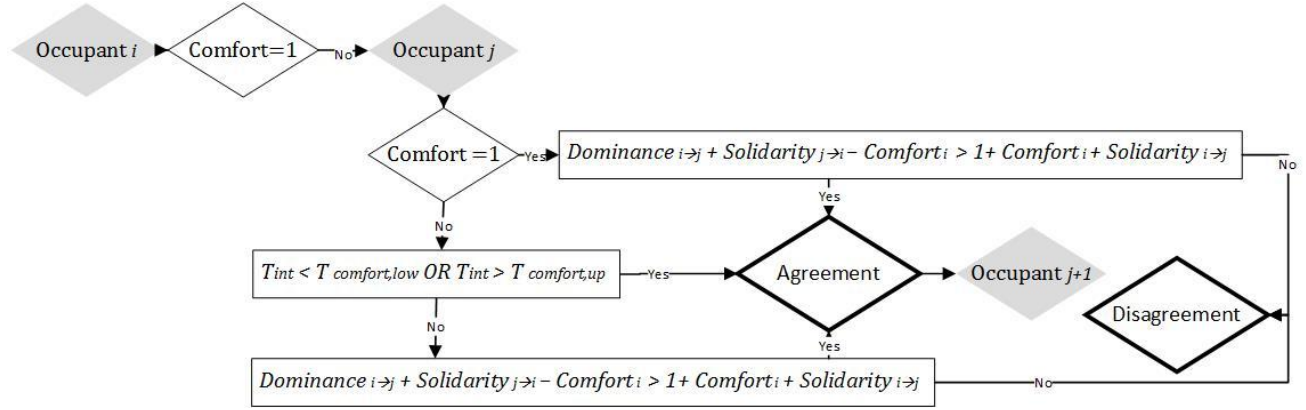 Occupant i
Comfort=1
No
Occupant j
Comfort =1
Yes
Dominance i→j + Solidarity j→i − Comfort i > 1+ Comfort i + Solidarity i→j
No
Yes
No
Tint < T comfort,low OR Tint > T comfort,up
Yes
Agreement
Occupant j+1
Disagreement
No
Yes
Dominance i→j + Solidarity j→i − Comfort i > 1+ Comfort i + Solidarity i→j
No